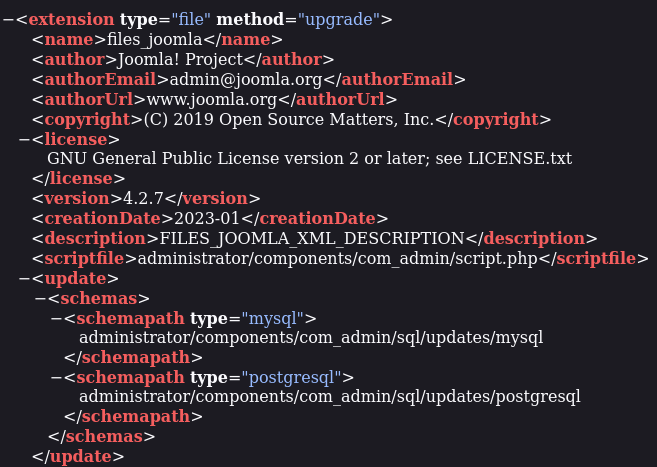 −<extension type="file" method="upgrade">
<name>files_joomla</name>
<author>Joomla! Project</author>
<authorEmail>admin@joomla.org</authorEmail>
<authorUrl>www.joomla.org</authorUrl>
<copyright>(C) 2019 Open Source Matters, Inc.</copyright>
−<license>
GNU General Public License version 2 or later; see LICENSE.txt
</license>
<version>4.2.7</version>
<creationDate>2023-01</creationDate>
<description>FILES_JOOMLA_XML_DESCRIPTION</description>
<scriptfile>administrator/components/com_admin/script.php</scriptfile>
−<update>
−<schemas>
−<schemapath type="mysql">
administrator/components/com_admin/sql/updates/mysql
</schemapath>
−<schemapath type="postgresql">
administrator/components/com_admin/sql/updates/postgresql
</schemapath>
</schemas>
</update>